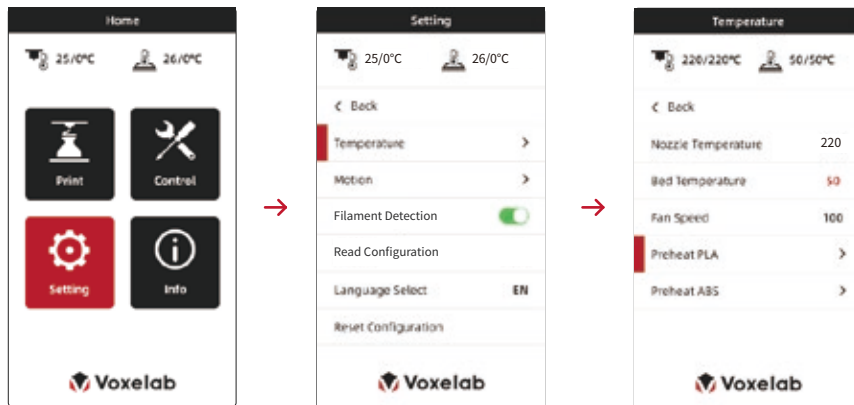 Home
25/0°C 26/0°C
Print Control
Setting Info
Voxelab
Setting
25/0°C 26/0°C
Back
Temperature
Motion
Filament Detection
Read Configuration
Language Select EN
Reset Configuration
Voxelab
Temperature
220/220°C 50/50°C
Back
Nozzle Temperature 220
Bed Temperature 50
Fan Speed 100
Preheat PLA
Preheat ABS
Voxelab